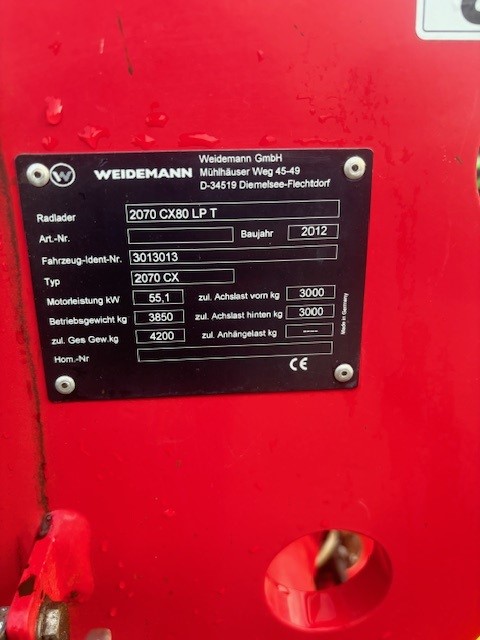 Weidemann GmbH
WEIDEMANN Mühlhäuser Weg 45-49
D-34519 Diemelsee-Flechtdorf
Radlader 2070 CX80 LP T
Art.-Nr. Baujahr 2012
Fahrzeug-Ident-Nr. 3013013
Typ 2070 CX
Motorleistung kW 55,1 zul. Achslast vorn kg 3000
Betriebsgewicht kg 3850 zul. Achslast hinten kg 3000
zul. Ges Gew.kg 4200 zul. Anhängelast kg ----
Hom.-Nr
CE
Made in Germany